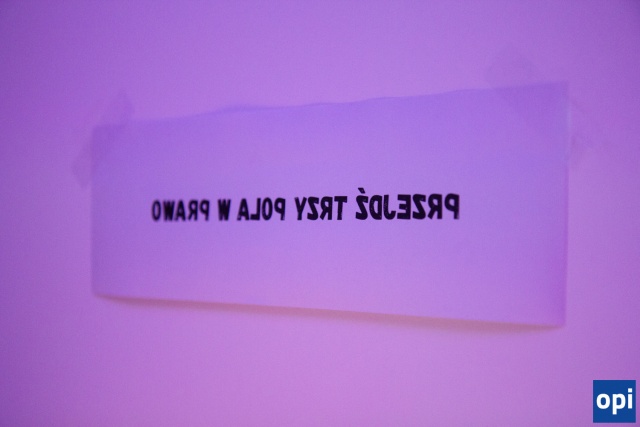 PRZEJDŹ TRZY POLA W PRAWO
opi